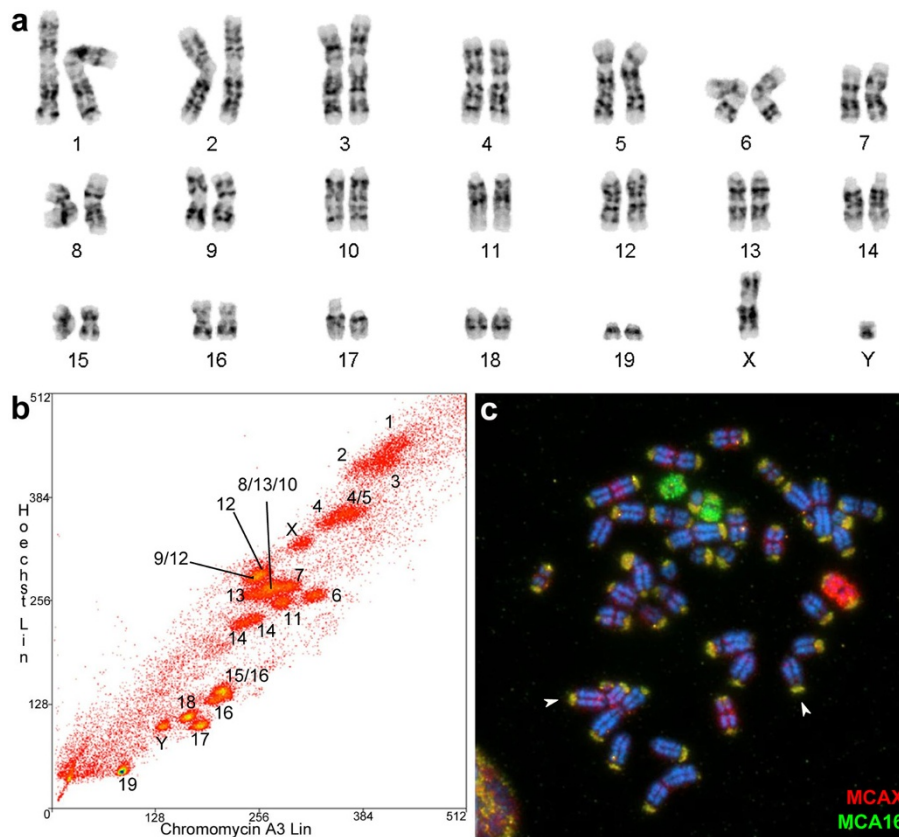 a
1 2 3 4 5 6 7
8 9 10 11 12 13 14
15 16 17 18 19 X Y
b
512
1
2
3
8/13/10
384
4 4/5
12
X
9/12
Hoechst Lin
7
13
256
6
11
14 14
15/16
128
18 16
Y 17
19
0 128 256 384 512
Chromomycin A3 Lin
c
MCAX
MCA16